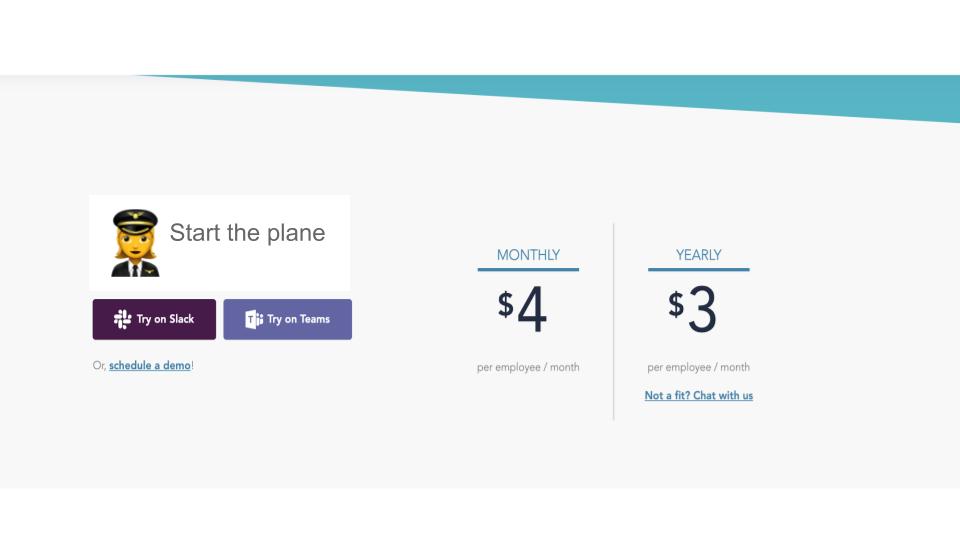 Start the plane
Try on Slack
Try on Teams
Or, schedule a demo!
MONTHLY
$4
per employee / month
YEARLY
$3
per employee / month
Not a fit? Chat with us